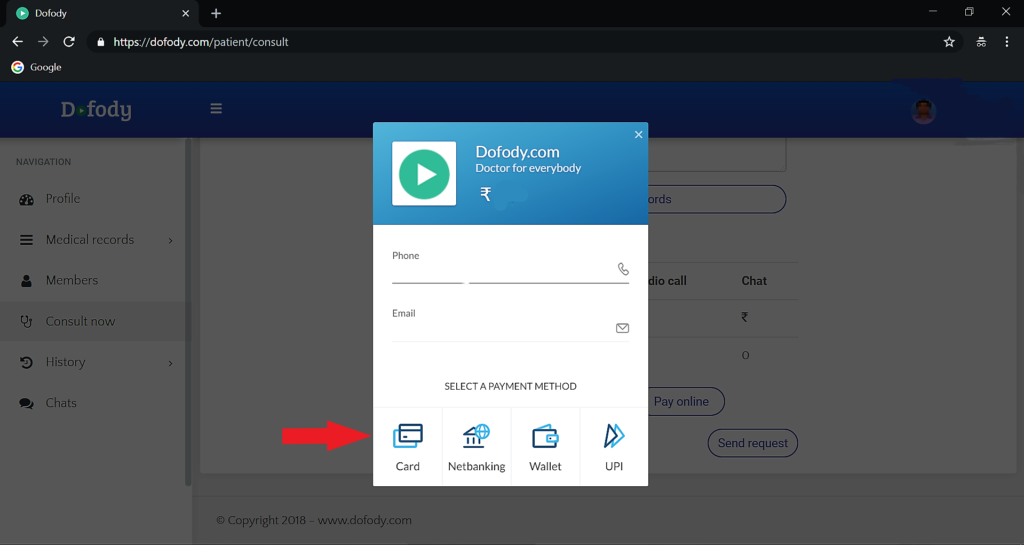 Dofody
https://dofody.com/patient/consult
Google
Dofody
NAVIGATION
Profile
Medical records
Members
Consult now
History
Chats
Dofody.com
Doctor for everybody
₹
Phone
Email
SELECT A PAYMENT METHOD
Card
Netbanking
Wallet
UPI
ords
dio call
Chat
₹
0
Pay online
Send request
© Copyright 2018 – www.dofody.com